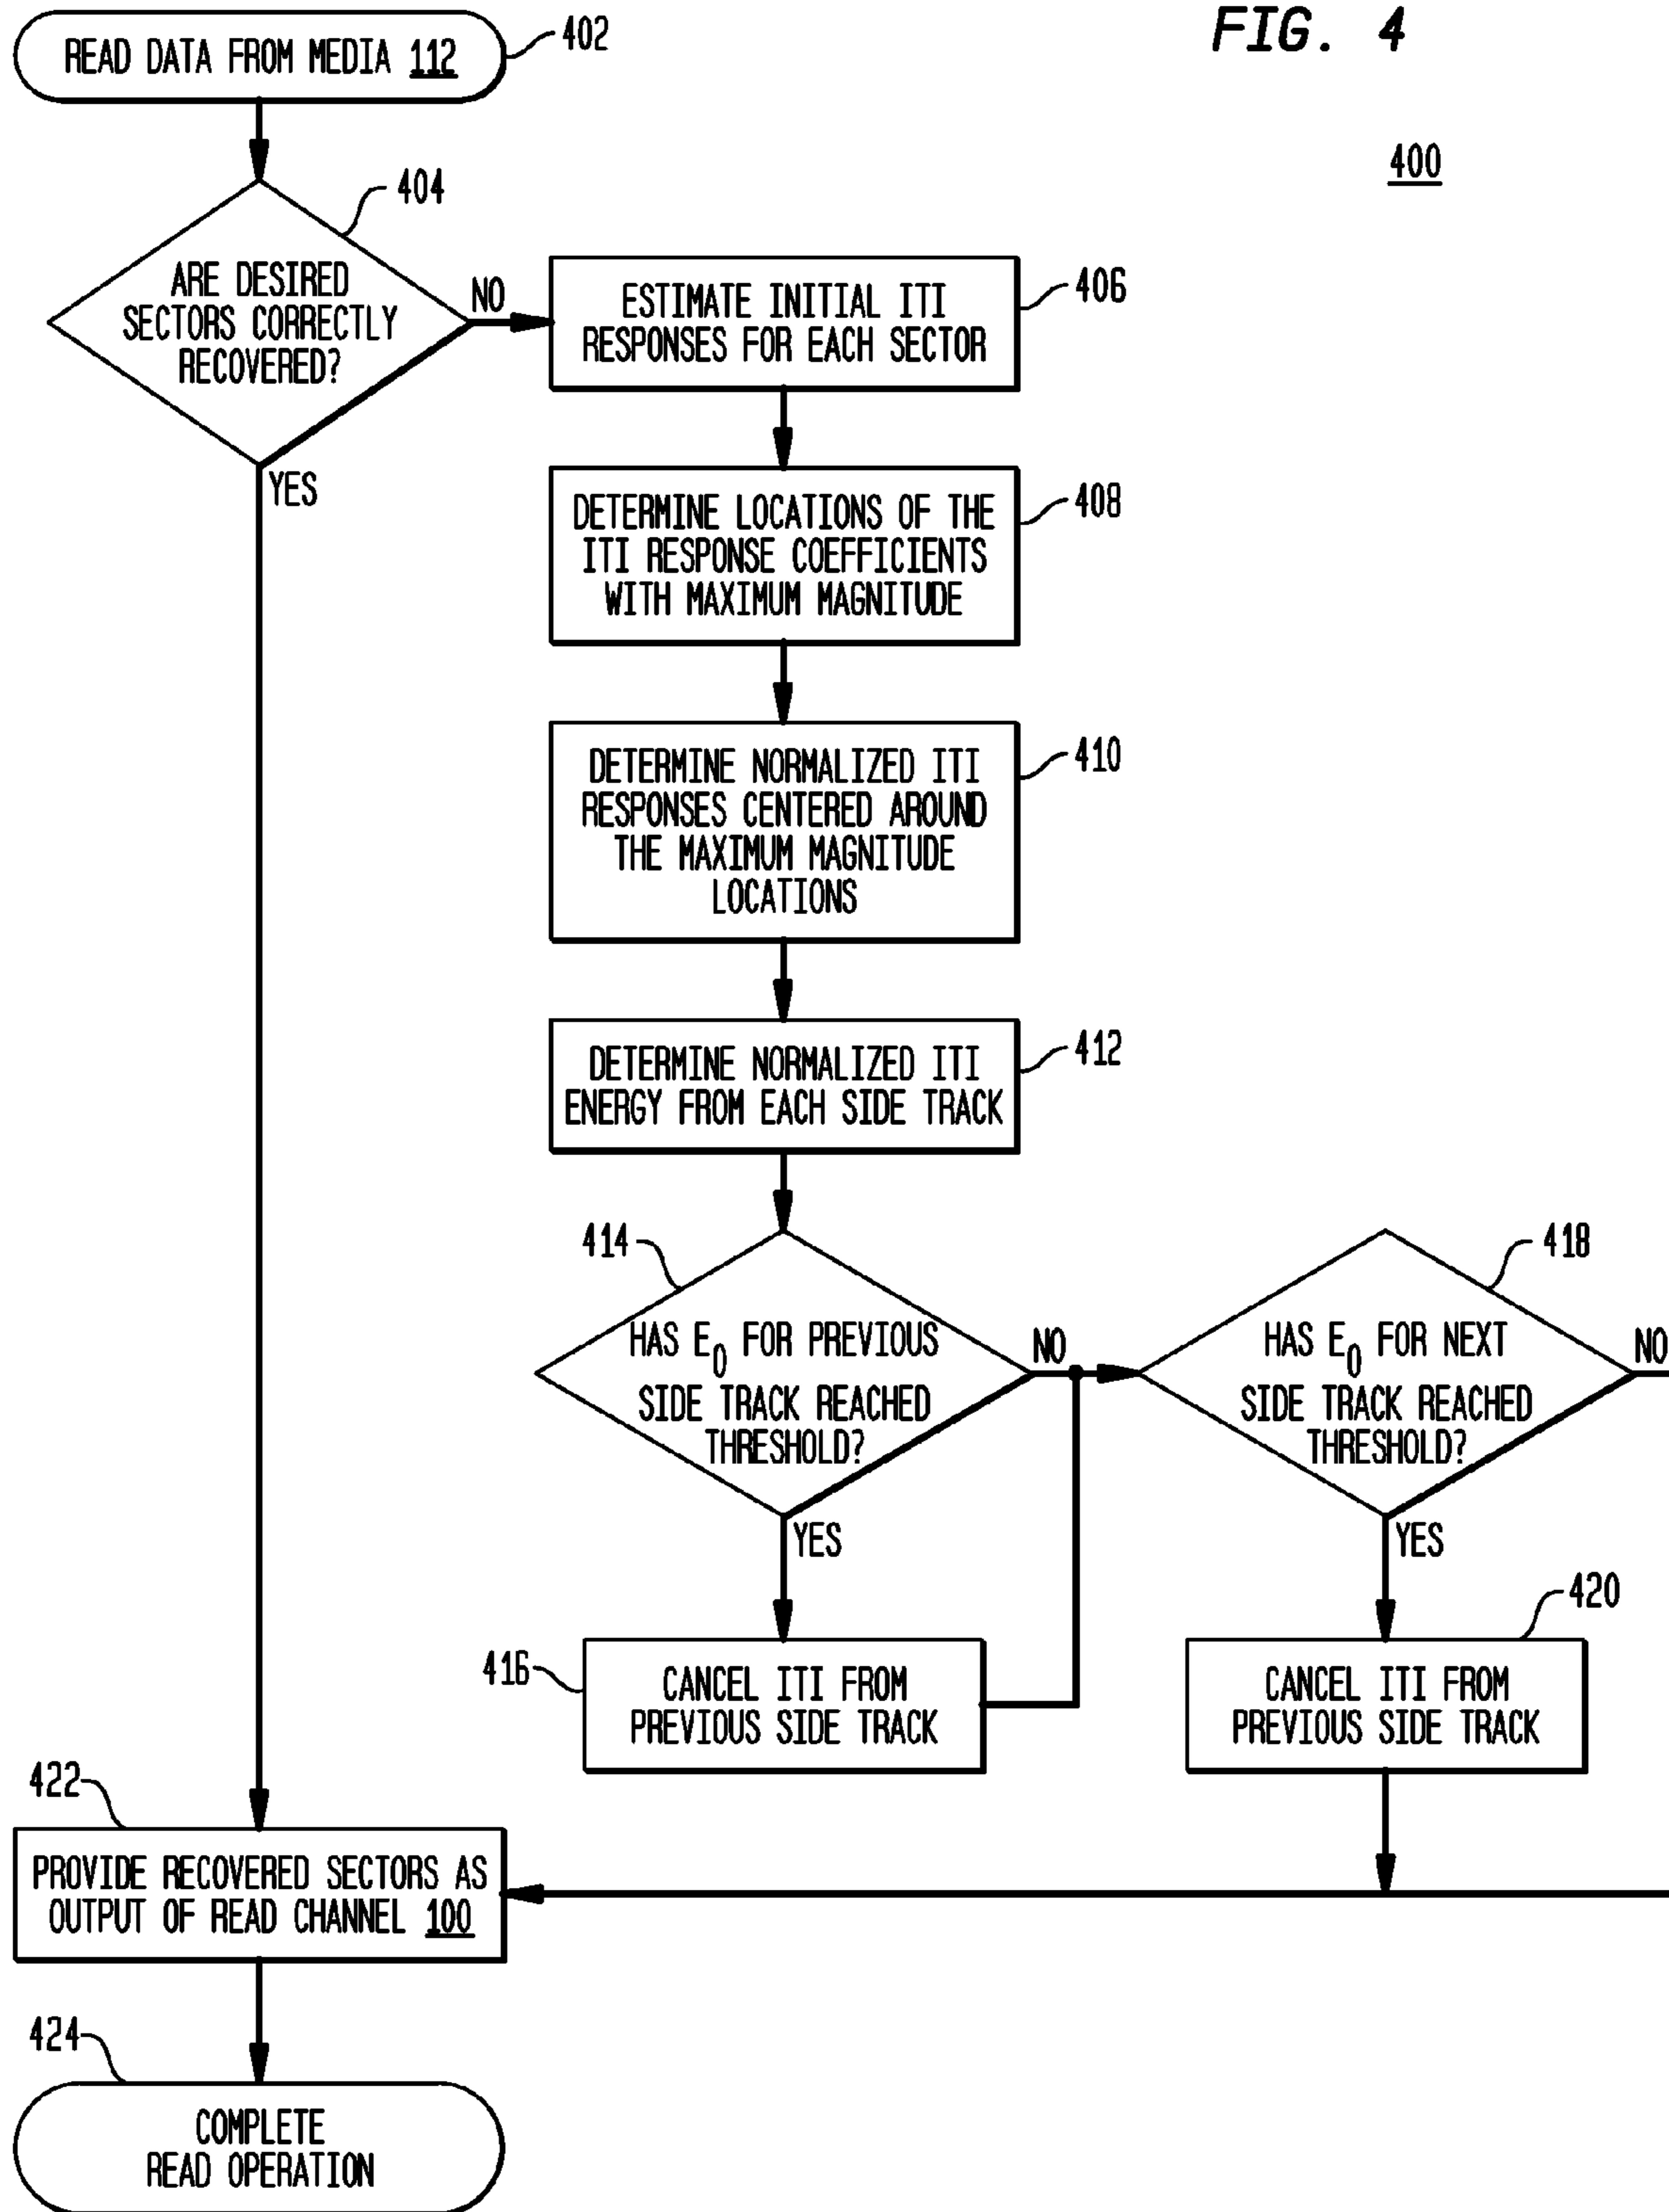 FIG. 4
400
READ DATA FROM MEDIA 112
402
404
ARE DESIRED
SECTORS CORRECTLY
RECOVERED?
NO
YES
ESTIMATE INITIAL ITI
RESPONSES FOR EACH SECTOR
406
DETERMINE LOCATIONS OF THE
ITI RESPONSE COEFFICIENTS
WITH MAXIMUM MAGNITUDE
408
DETERMINE NORMALIZED ITI
RESPONSES CENTERED AROUND
THE MAXIMUM MAGNITUDE
LOCATIONS
410
DETERMINE NORMALIZED ITI
ENERGY FROM EACH SIDE TRACK
412
414
HAS E0 FOR PREVIOUS
SIDE TRACK REACHED
THRESHOLD?
NO
YES
416
CANCEL ITI FROM
PREVIOUS SIDE TRACK
418
HAS E0 FOR NEXT
SIDE TRACK REACHED
THRESHOLD?
NO
YES
420
CANCEL ITI FROM
PREVIOUS SIDE TRACK
422
PROVIDE RECOVERED SECTORS AS
OUTPUT OF READ CHANNEL 100
424
COMPLETE
READ OPERATION